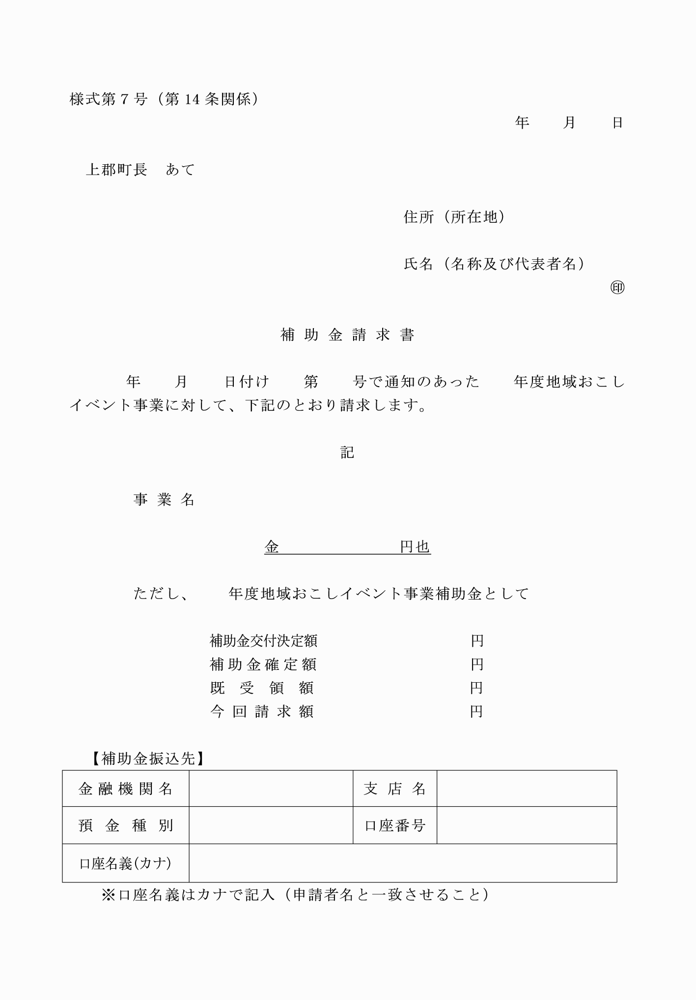 様式第７号（第 14 条関係）
年　　月　　日
上郡町長　あて
住所（所在地）
氏名（名称及び代表者名）
㊞
補 助 金 請 求 書
年　　月　　日付け　　第　　号で通知のあった　　年度地域おこし
イベント事業に対して、下記のとおり請求します。
記
事 業 名
金　　　　　　　　円也
ただし、　　年度地域おこしイベント事業補助金として
補助金交付決定額　　　　　　　　　　円
補助金確定額　　　　　　　　　　円
既 受 領 額　　　　　　　　　　円
今 回 請 求 額　　　　　　　　　　円
【補助金振込先】
金 融 機 関 名　　　　支 店 名
預 金 種 別　　　　口座番号
口座名義(カナ)
※口座名義はカナで記入（申請者名と一致させること）